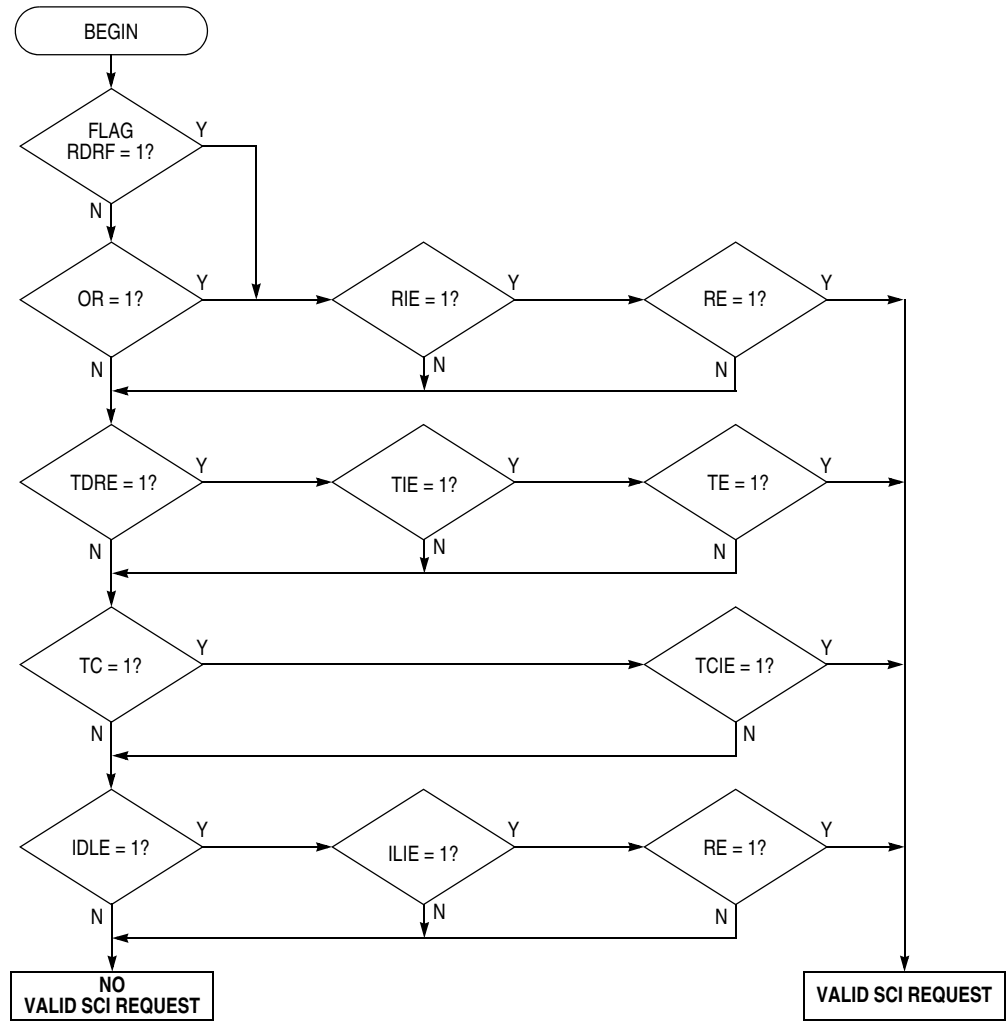 BEGIN
FLAG
RDRF = 1?
Y
N
OR = 1?
Y
N
RIE = 1?
Y
N
RE = 1?
Y
N
TDRE = 1?
Y
N
TIE = 1?
Y
N
TE = 1?
Y
N
TC = 1?
Y
N
TCIE = 1?
Y
N
IDLE = 1?
Y
N
ILIE = 1?
Y
N
RE = 1?
Y
N
NO
VALID SCI REQUEST
VALID SCI REQUEST